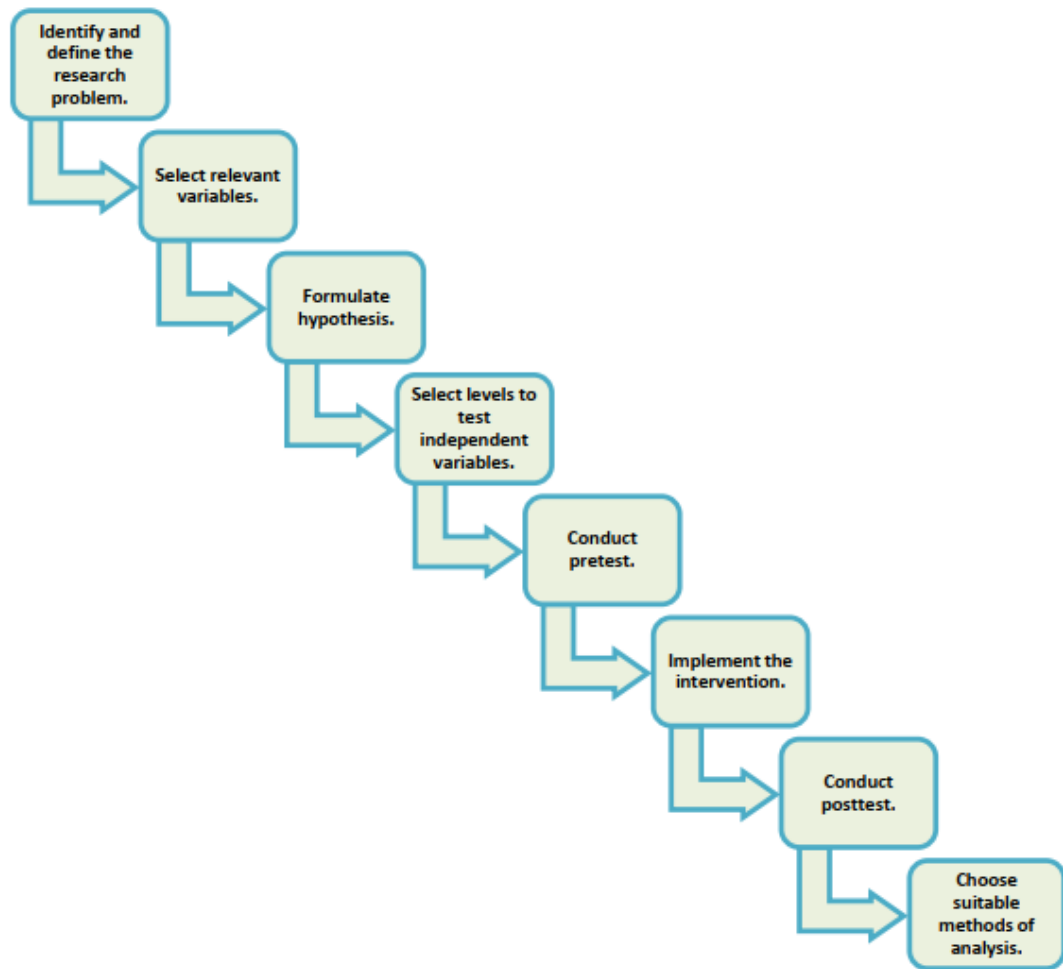 Identify and
define the
research
problem.
Select relevant
variables.
Formulate
hypothesis.
Select levels to
test
independent
variables.
Conduct
pretest.
Implement the
intervention.
Conduct
posttest.
Choose
suitable
methods of
analysis.